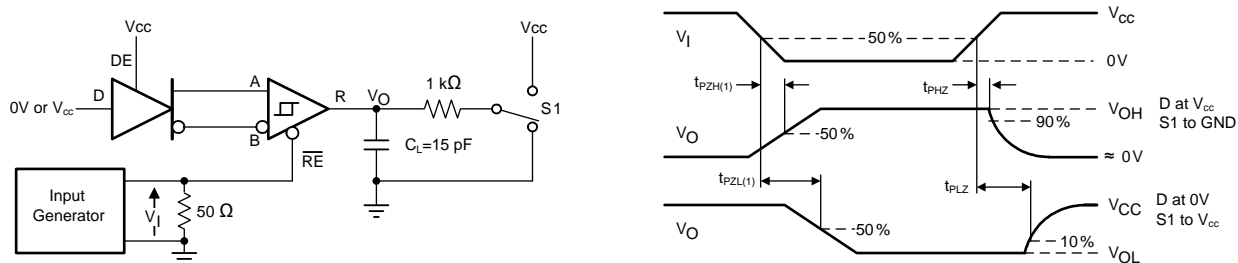 Vcc
DE
D
0V or Vcc
A
B
R
RE
VO
1 kΩ
Vcc
S1
CL=15 pF
Input
Generator
VI
50 Ω
VI
50%
Vcc
0V
tPZH(1)
tPHZ
VO
50%
VOH
90%
≈ 0V
D at Vcc
S1 to GND
tPZL(1)
tPLZ
VO
50%
VCC
10%
VOL
D at 0V
S1 to Vcc